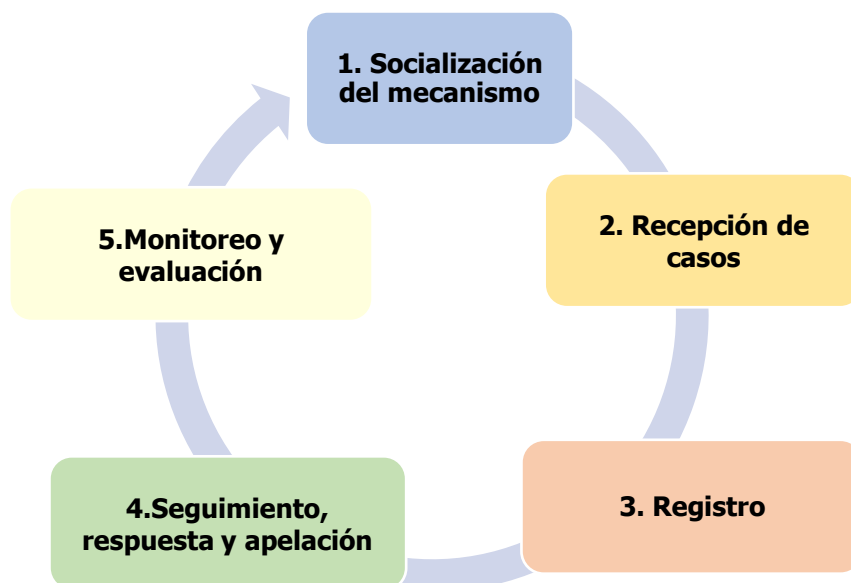 1. Socialización
del mecanismo
2. Recepción de
casos
3. Registro
4.Seguimiento,
respuesta y apelación
5.Monitoreo y
evaluación